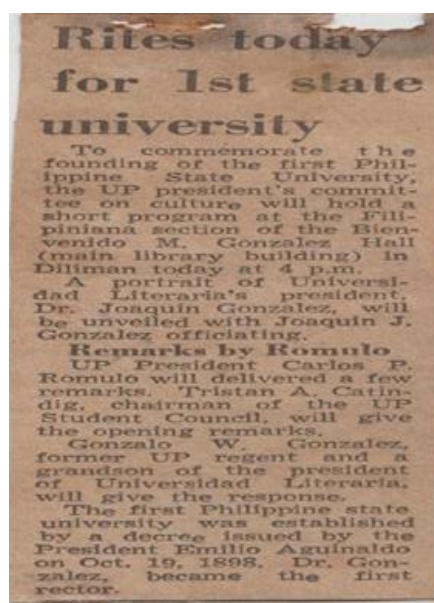 Rites today
for 1st state
university
To commemorate the
founding of the first Phil-
ippine State University,
the UP president's commit-
tee on culture will hold a
short program at the Fili-
piniana section of the Bien-
venido M. Gonzalez Hall
(main library building) in
Diliman today at 4 p.m.
A portrait of Universi-
dad Literaria's president,
Dr. Joaquin Gonzalez, will
be unveiled with Joaquin J.
Gonzalez officiating.
Remarks by Romulo
UP President Carlos P.
Romulo will delivered a few
remarks. Tristan A. Catin-
dig, chairman of the UP
Student Council, will give
the opening remarks.
Gonzalo W. Gonzalez,
former UP regent and a
grandson of the president
of Universidad Literaria,
will give the response.
The first Philippine state
university was established
by a decree issued by the
President Emilio Aguinaldo
on Oct. 19, 1898. Dr. Gon-
zalez, became the first
rector.